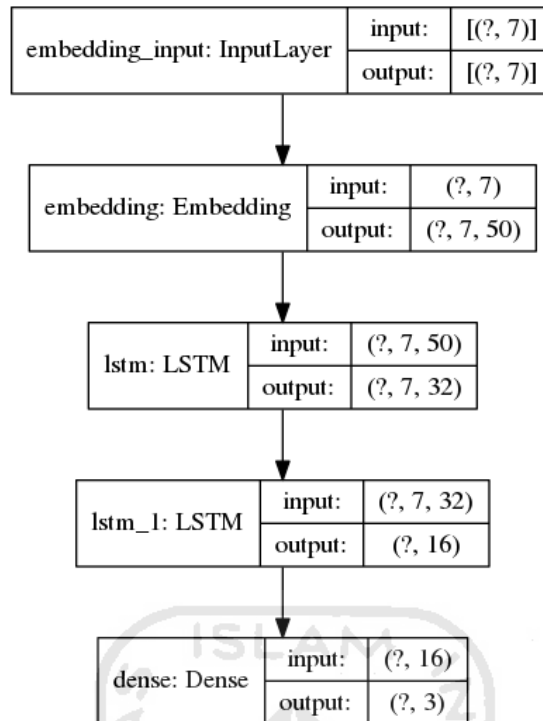 embedding_input: InputLayer
input: [(?, 7)]
output: [(?, 7)]
embedding: Embedding
input: (?, 7)
output: (?, 7, 50)
lstm: LSTM
input: (?, 7, 50)
output: (?, 7, 32)
lstm_1: LSTM
input: (?, 7, 32)
output: (?, 16)
ISLAM
dense: Dense
input: (?, 16)
output: (?, 3)